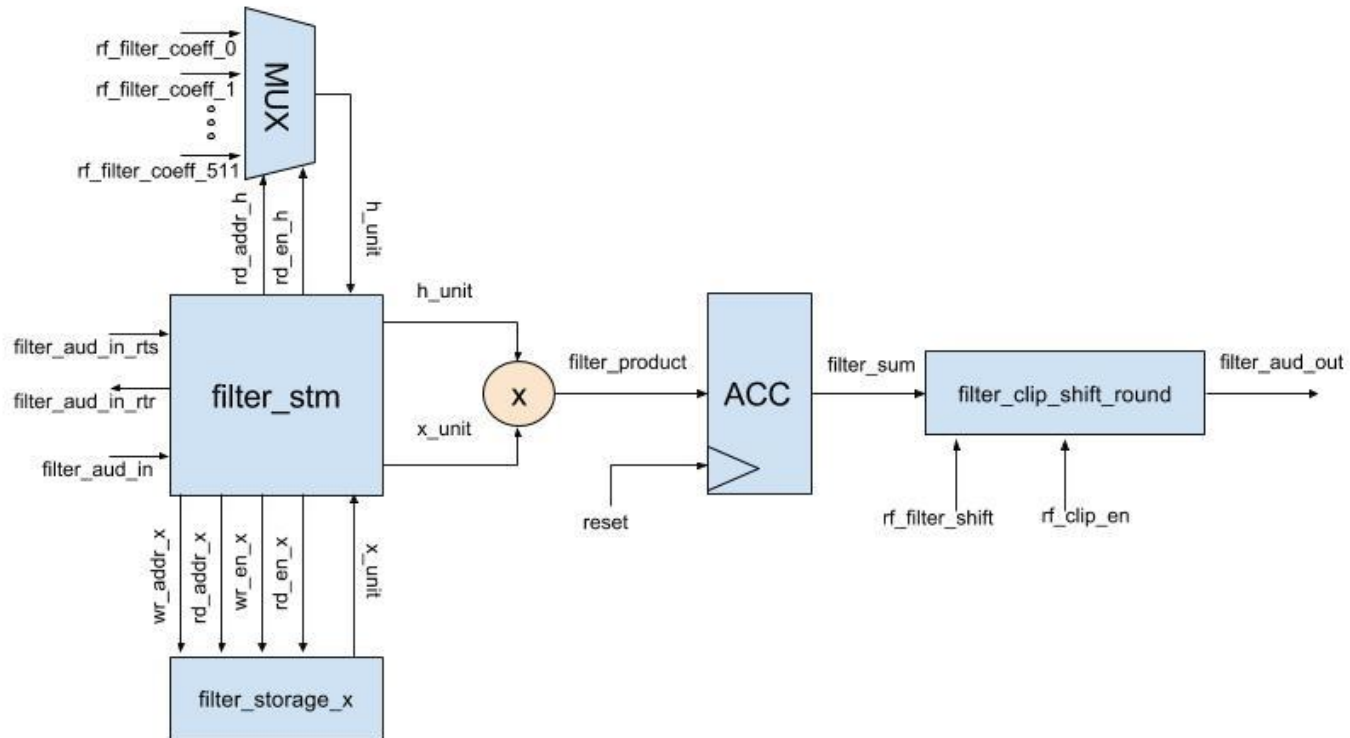 rf_filter_coeff_0
rf_filter_coeff_1
rf_filter_coeff_511
MUX
rd_addr_h
rd_en_h
h_unit
filter_aud_in_rts
filter_aud_in_rtr
filter_aud_in
filter_stm
h_unit
x_unit
x
filter_product
ACC
reset
filter_sum
filter_clip_shift_round
filter_aud_out
rf_filter_shift
rf_clip_en
wr_addr_x
rd_addr_x
wr_en_x
rd_en_x
x_unit
filter_storage_x